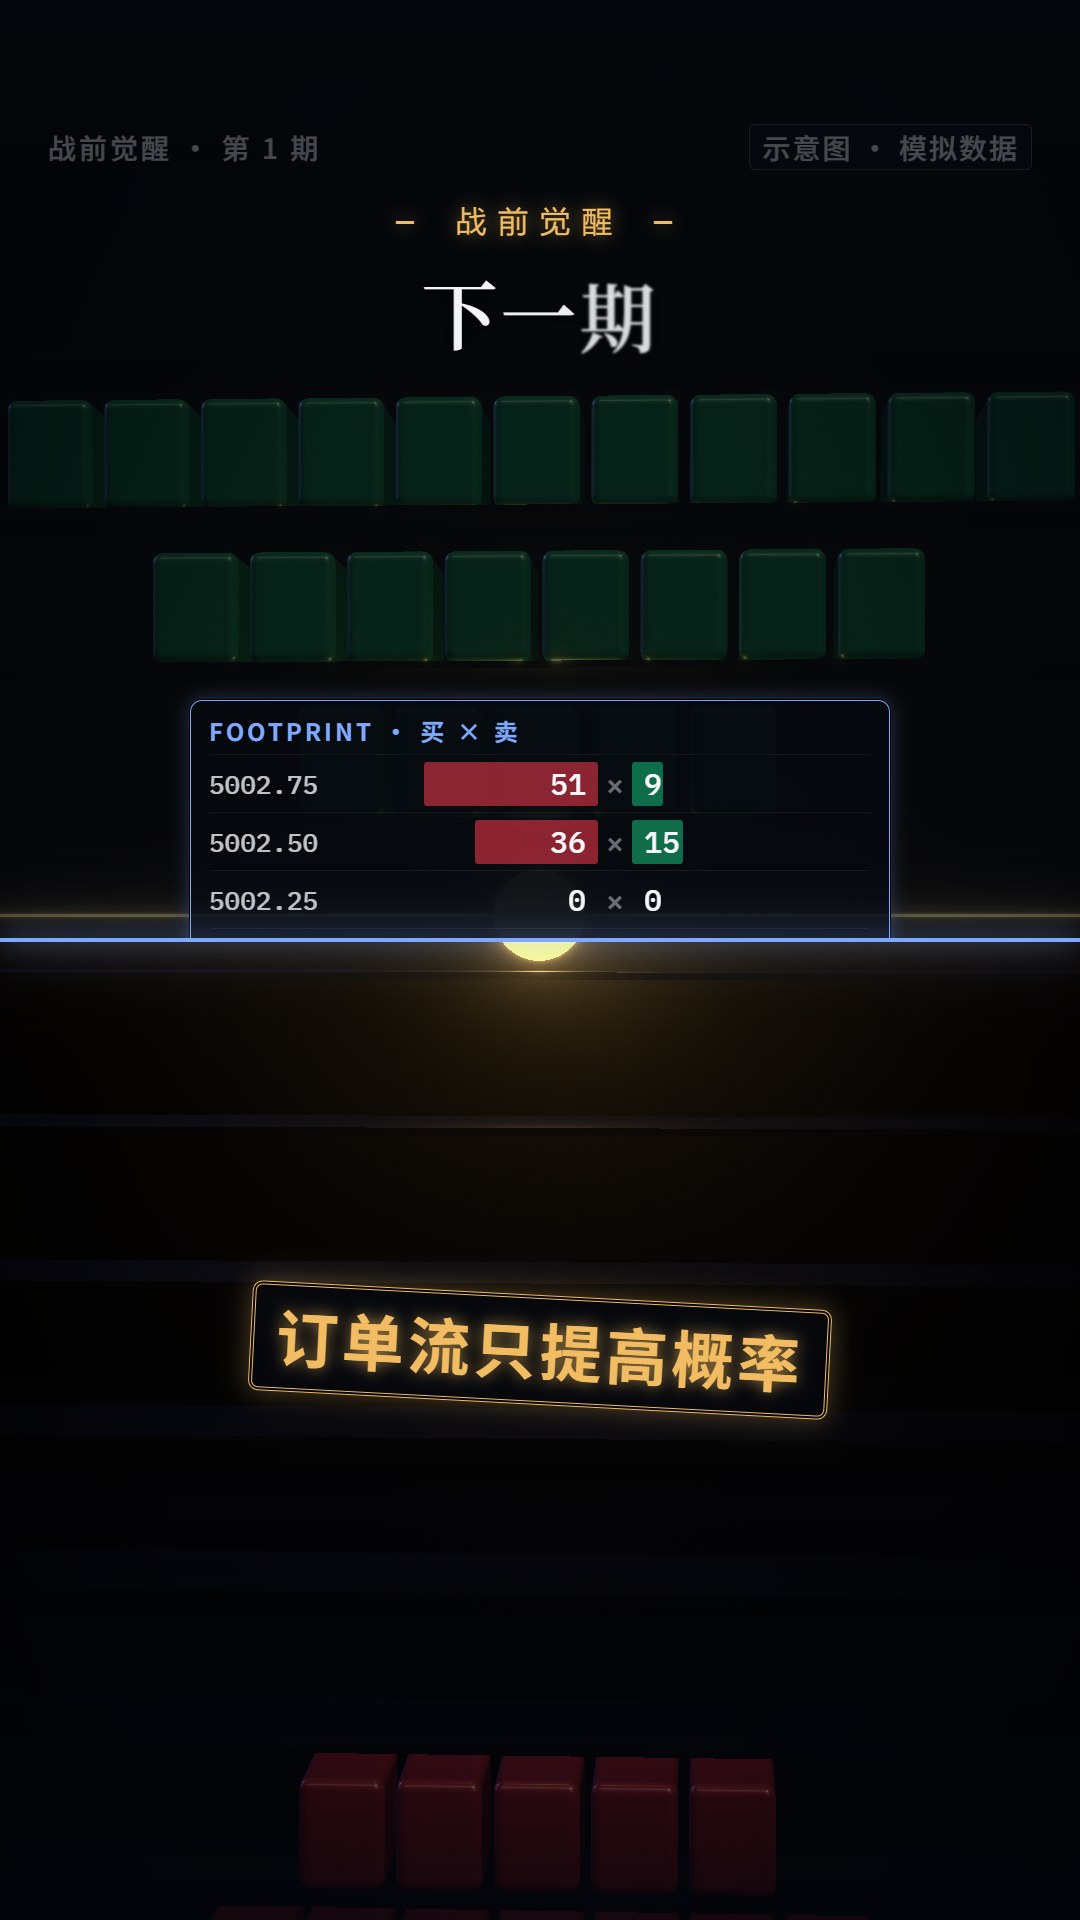 战前觉醒 · 第 1 期
示意图 · 模拟数据
— 战前觉醒 —
下一期
FOOTPRINT · 买 × 卖
5002.75 51 × 9
5002.50 36 × 15
5002.25 0 × 0
订单流只提高概率